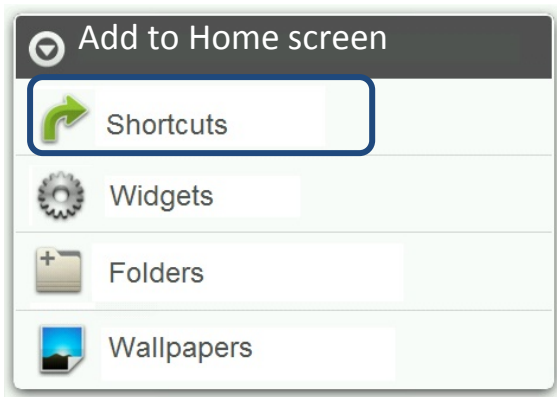 Add to Home screen
Shortcuts
Widgets
Folders
Wallpapers